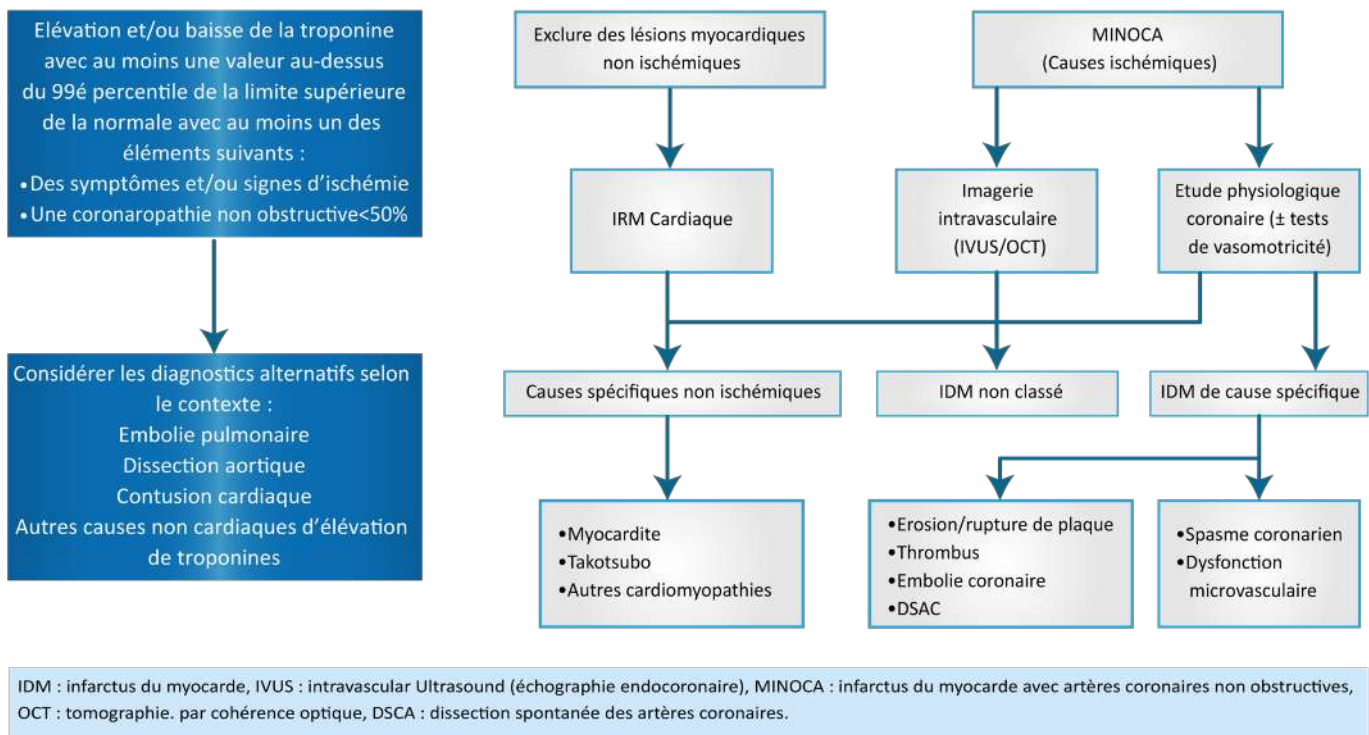 Elévation et/ou baisse de la troponine
avec au moins une valeur au-dessus
du 99é percentile de la limite supérieure
de la normale avec au moins un des
éléments suivants :
•Des symptômes et/ou signes d'ischémie
•Une coronaropathie non obstructive<50%
Considérer les diagnostics alternatifs selon
le contexte :
Embolie pulmonaire
Dissection aortique
Contusion cardiaque
Autres causes non cardiaques d'élévation
de troponines
Exclure des lésions myocardiques
non ischémiques
MINOCA
(Causes ischémiques)
IRM Cardiaque
Imagerie
intravasculaire
(IVUS/OCT)
Etude physiologique
coronaire (± tests
de vasomotricité)
Causes spécifiques non ischémiques
IDM non classé
IDM de cause spécifique
•Myocardite
•Takotsubo
•Autres cardiomyopathies
•Erosion/rupture de plaque
•Thrombus
•Embolie coronaire
•DSAC
•Spasme coronarien
•Dysfonction
microvasculaire
IDM : infarctus du myocarde, IVUS : intravascular Ultrasound (échographie endocoronaire), MINOCA : infarctus du myocarde avec artères coronaires non obstructives,
OCT : tomographie. par cohérence optique, DSCA : dissection spontanée des artères coronaires.